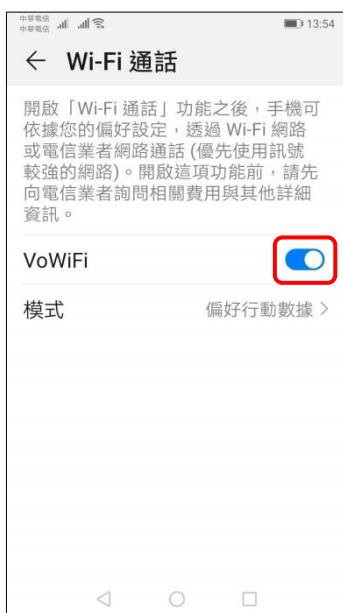 中華電信
中華電信
13:54
Wi-Fi 通話
開啟「Wi-Fi 通話」功能之後，手機可
依據您的偏好設定，透過 Wi-Fi 網路
或電信業者網路通話 (優先使用訊號
較強的網路)。開啟這項功能前，請先
向電信業者詢問相關費用與其他詳細
資訊。
VoWiFi
模式 偏好行動數據